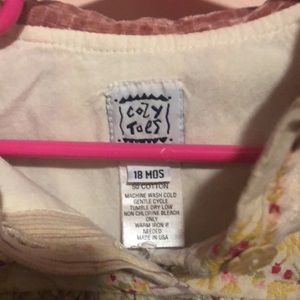 COZY
TOES
18 MOS
50 COTTON
MACHINE WASH COLD
GENTLE CYCLE
TUMBLE DRY LOW
NON CHLORINE BLEACH
ONLY
WARM IRON IF
NEEDED
MADE IN USA